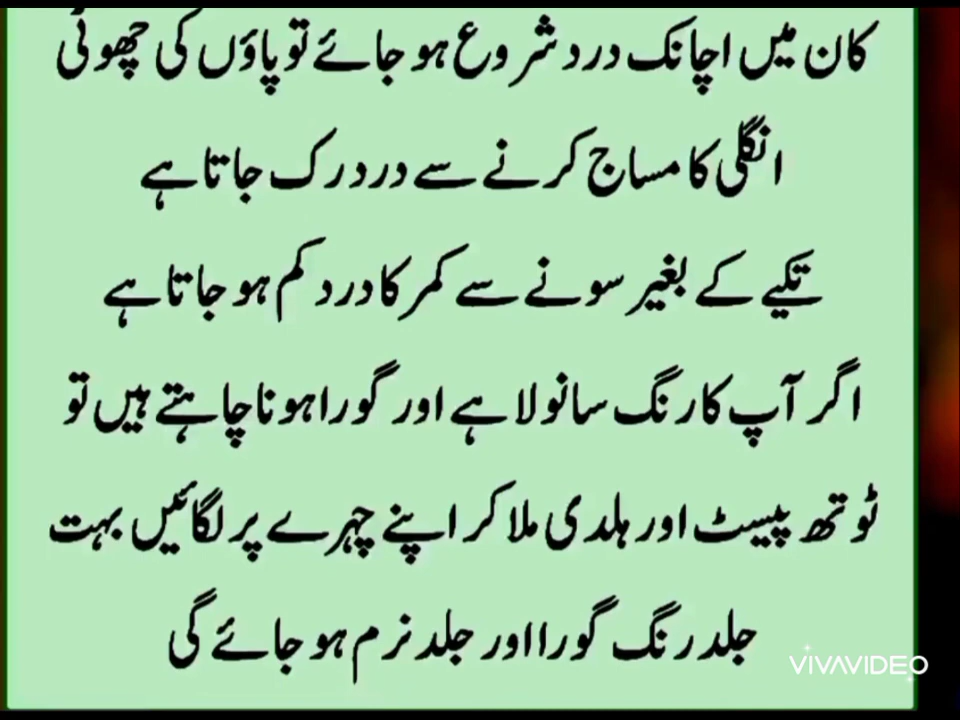 کان میں اچانک درد شروع ہو جائے تو پاؤں کی چھوٹی
انگلی کا مساج کرنے سے درد رک جاتا ہے
تکیے کے بغیر سونے سے کمر کا درد کم ہو جاتا ہے
اگر آپ کا رنگ سانولا ہے اور گورا ہونا چاہتے ہیں تو
ٹوتھ پیسٹ اور ہلدی ملا کر اپنے چہرے پر لگائیں بہت
جلد رنگ گورا اور جلد نرم ہو جائے گی
VIVAVIDEO